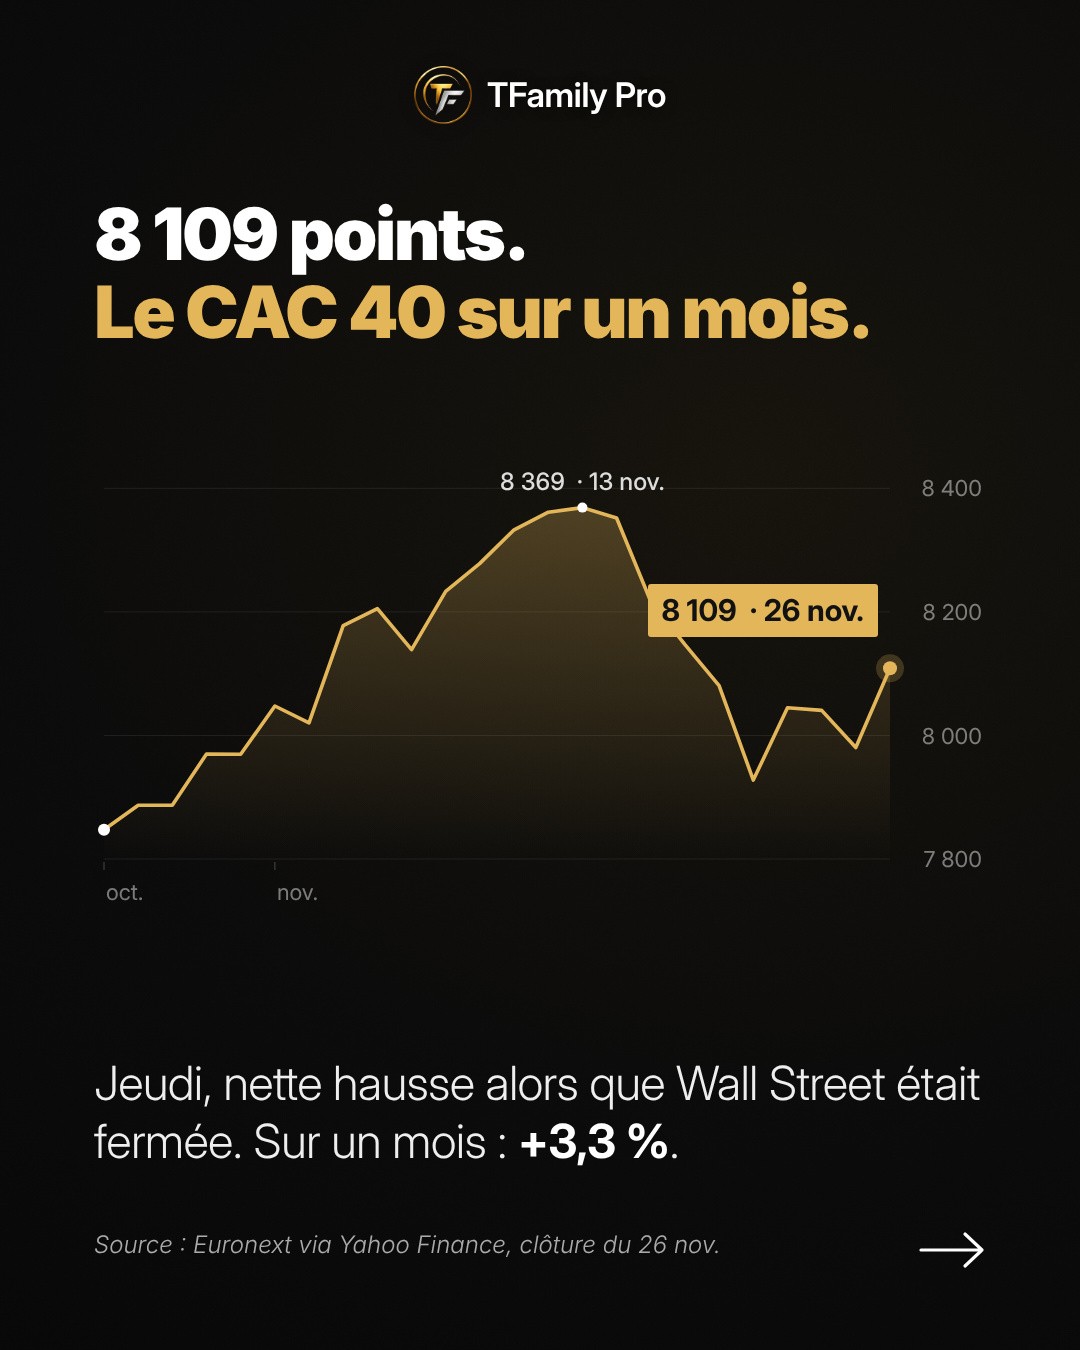 TF TFamily Pro
8 109 points.
Le CAC 40 sur un mois.
8 369 · 13 nov.
8 400
8 109 · 26 nov.
8 200
8 000
7 800
oct.
nov.
Jeudi, nette hausse alors que Wall Street était
fermée. Sur un mois : +3,3 %.
Source : Euronext via Yahoo Finance, clôture du 26 nov.